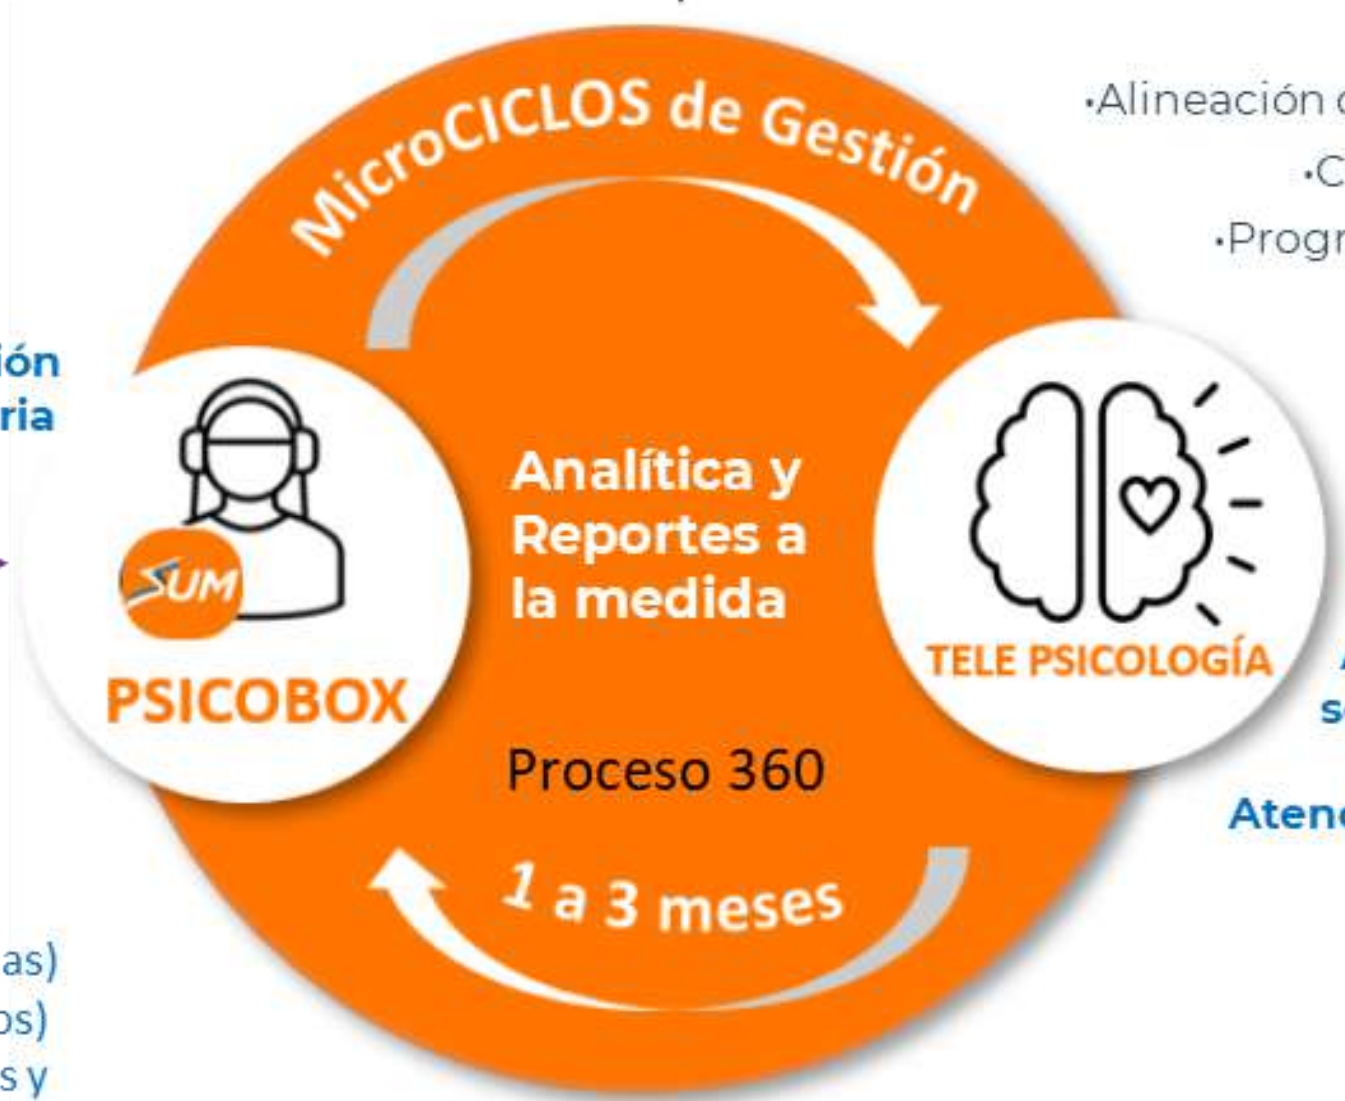 MicroCICLOS de Gestión
•Alineación
Analítica y
Reportes a
la medida
SUM
PSICOBOX
TELE PSICOLOGÍA
Proceso 360
1 a 3 meses
s y